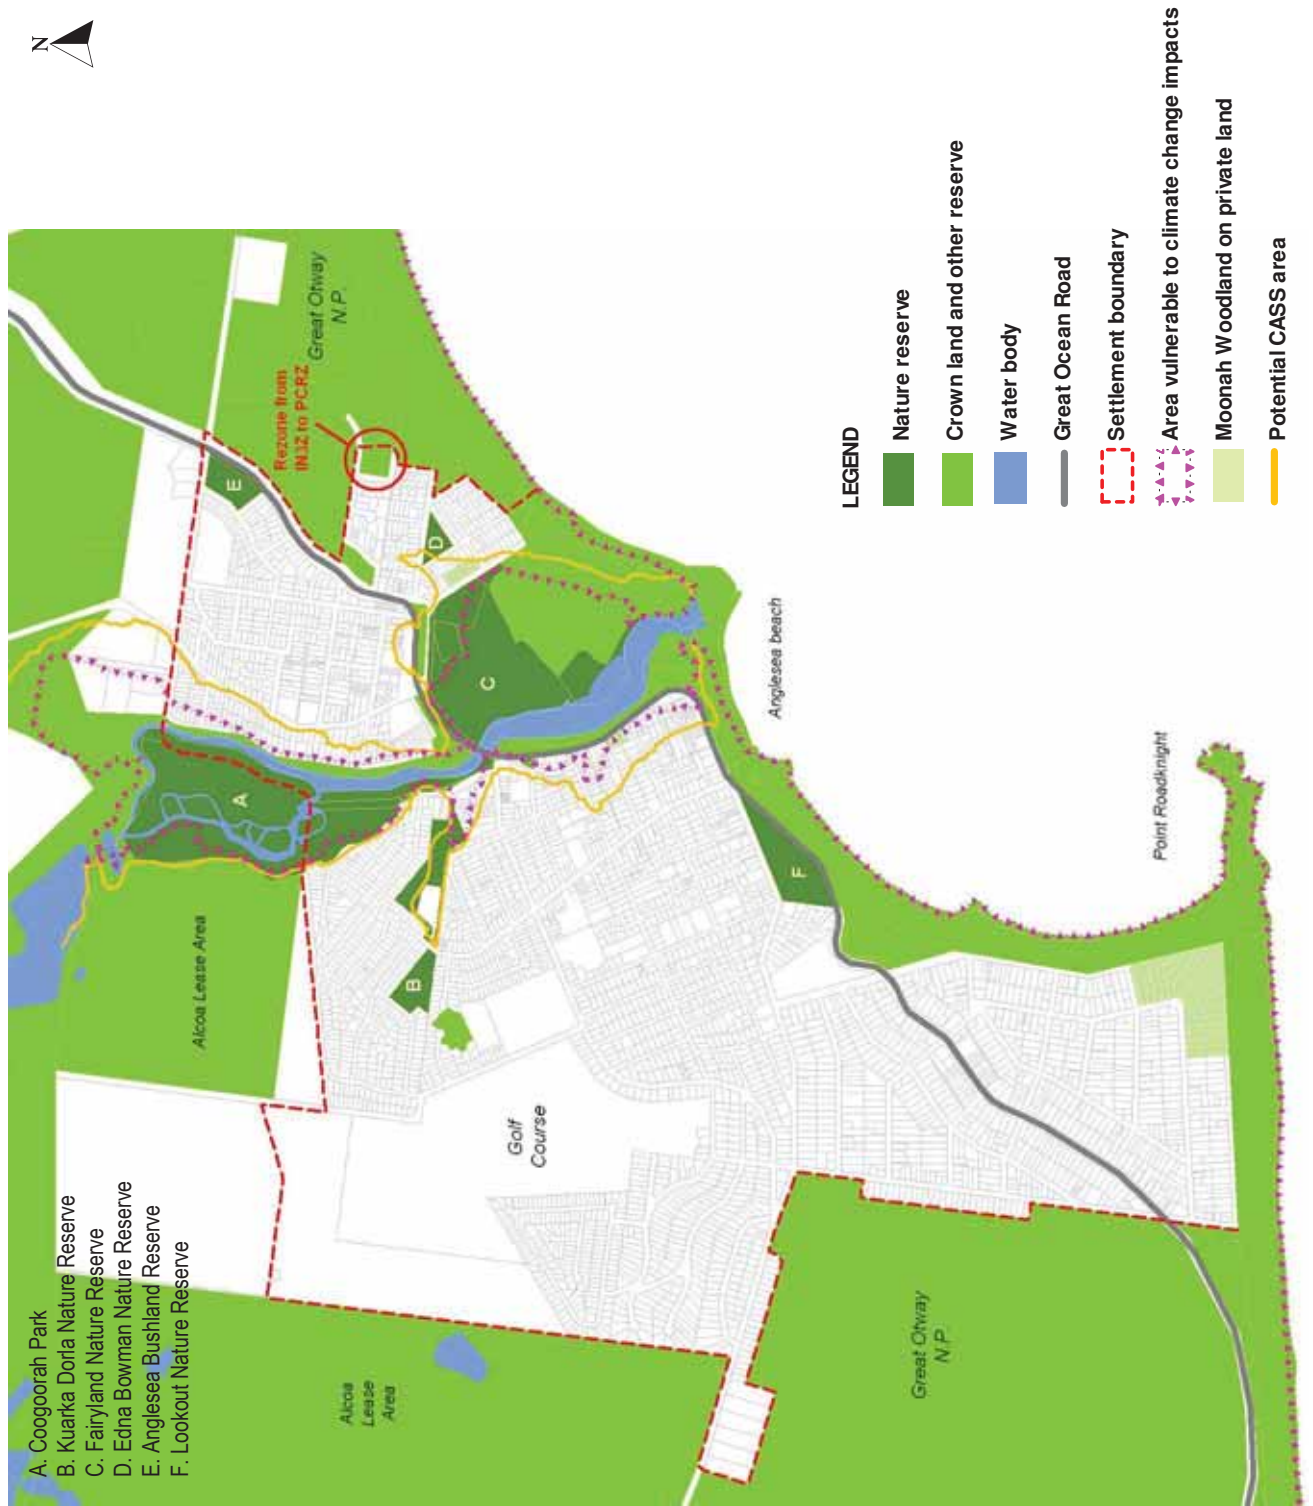 N
A. Coogoorah Park
B. Kuarka Dorla Nature Reserve
C. Fairyland Nature Reserve
D. Edna Bowman Nature Reserve
E. Anglesea Bushland Reserve
F. Lookout Nature Reserve
Alcoa
Lease
Area
Alcoa Lease Area
Golf
Course
Great Otway
N.P.
Great Otway
N.P.
Rezone from
IN3Z to PCRZ
A
B
C
D
E
F
Anglesea beach
Point Roadknight
LEGEND
Nature reserve
Crown land and other reserve
Water body
Great Ocean Road
Settlement boundary
Area vulnerable to climate change impacts
Moonah Woodland on private land
Potential CASS area